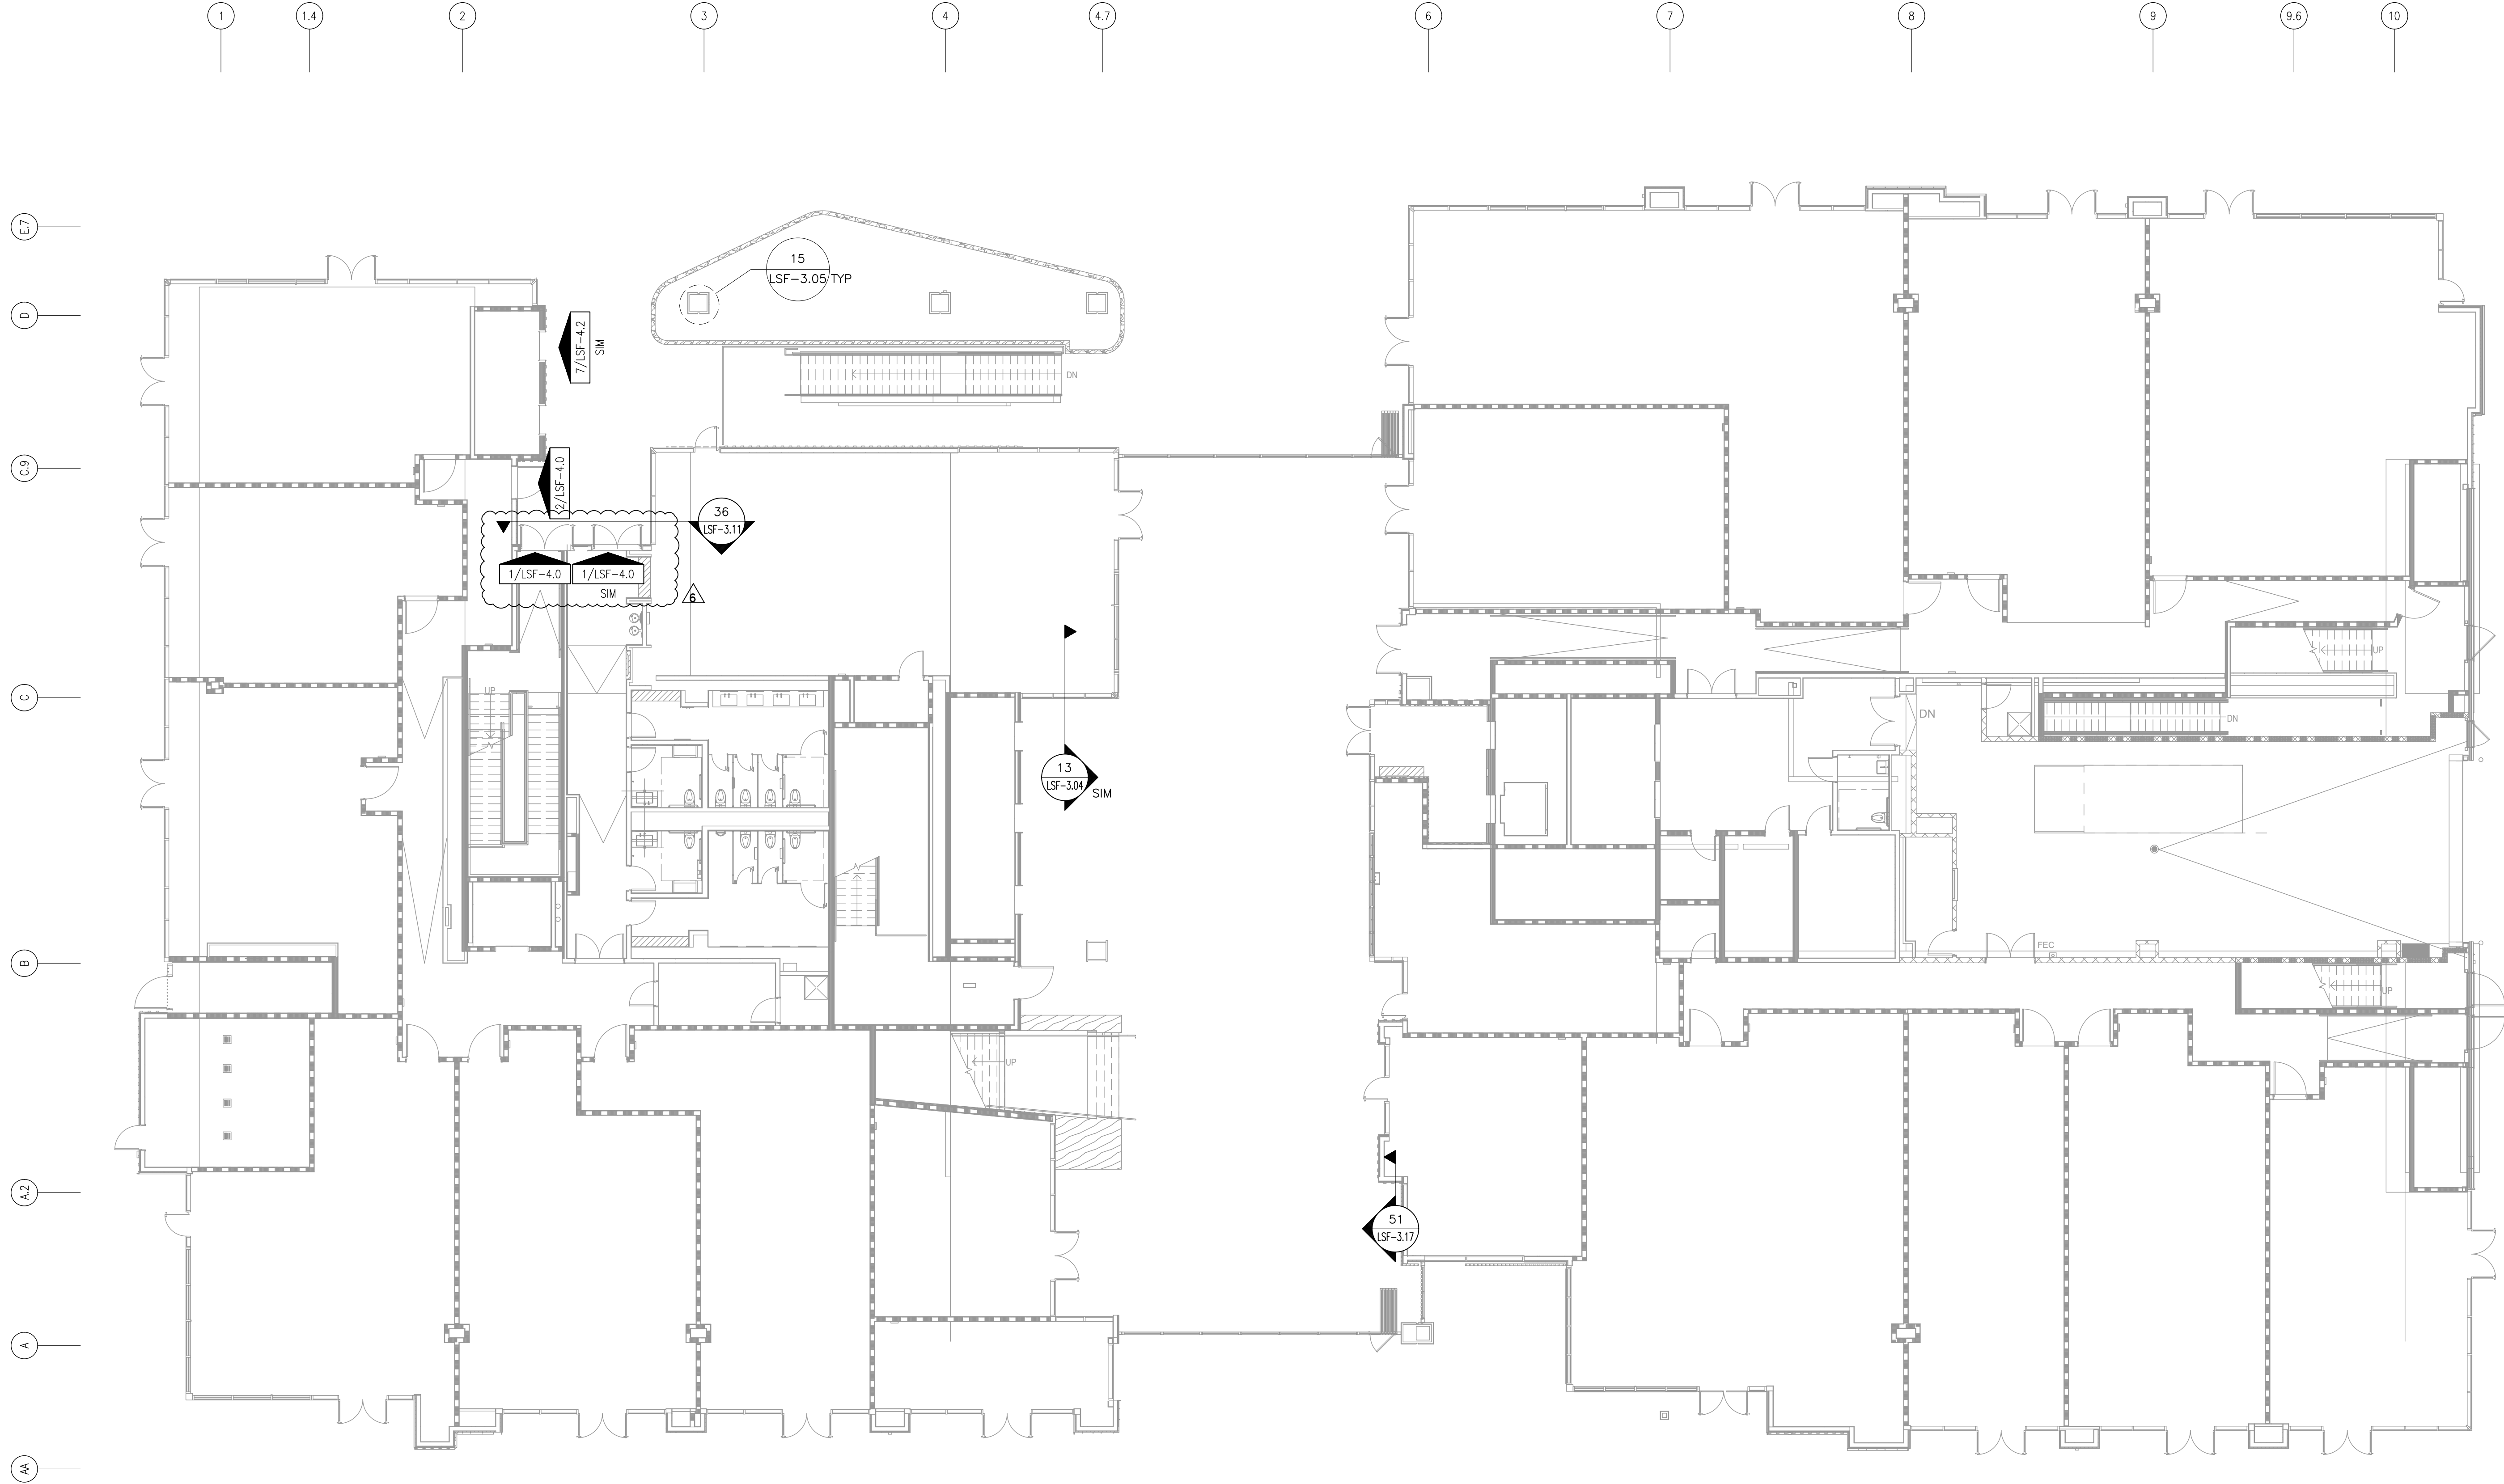 1
1.4
2
3
4
4.7
6
7
8
9
9.6
10
E.7
D
C.9
C
B
A.2
A
AA
15
LSF-3.05 TYP
7/LSF-4.2
SIM
DN
2/LSF-4.0
36
LSF-3.11
1/LSF-4.0
1/LSF-4.0
SIM
6
UP
UP
DN
DN
13
LSF-3.04
SIM
FEC
UP
UP
51
LSF-3.17